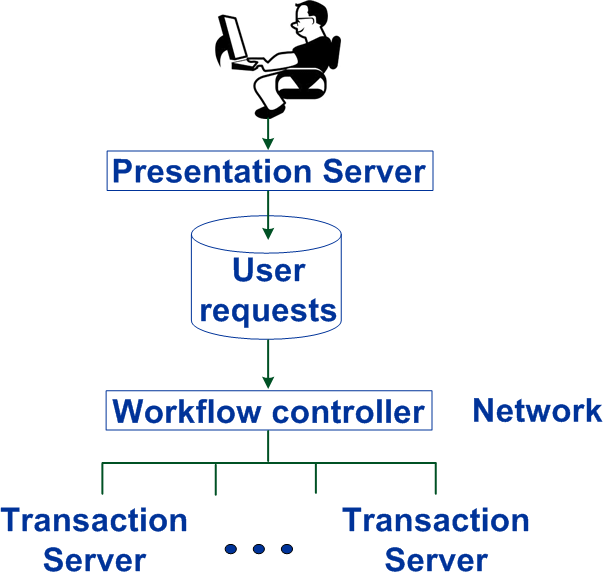 Presentation Server
User
requests
Workflow controller
Network
Transaction
Server
• • •
Transaction
Server